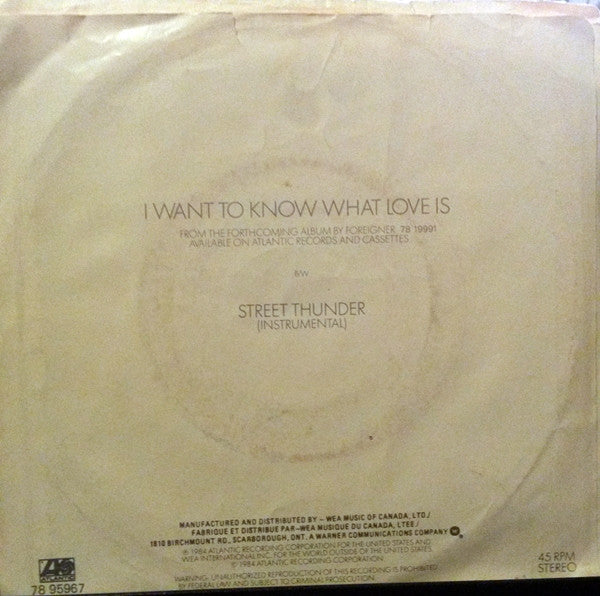 I WANT TO KNOW WHAT LOVE IS
FROM THE FORTHCOMING ALBUM BY FOREIGNER 78 19991
AVAILABLE ON ATLANTIC RECORDS AND CASSETTES
B/W
STREET THUNDER
(INSTRUMENTAL)
MANUFACTURED AND DISTRIBUTED BY - WEA MUSIC OF CANADA, LTD./
FABRIQUE ET DISTRIBUE PAR-WEA MUSIQUE DU CANADA, LTEE./
1810 BIRCHMOUNT RD., SCARBOROUGH, ONT. A WARNER COMMUNICATIONS COMPANY
℗ 1984 ATLANTIC RECORDING CORPORATION FOR THE UNITED STATES AND
WEA INTERNATIONAL INC. FOR THE WORLD OUTSIDE OF THE UNITED STATES.
© 1984 ATLANTIC RECORDING CORPORATION
WARNING: UNAUTHORIZED REPRODUCTION OF THIS RECORDING IS PROHIBITED
BY FEDERAL LAW AND SUBJECT TO CRIMINAL PROSECUTION.
ATLANTIC
78 95967
45 RPM
STEREO